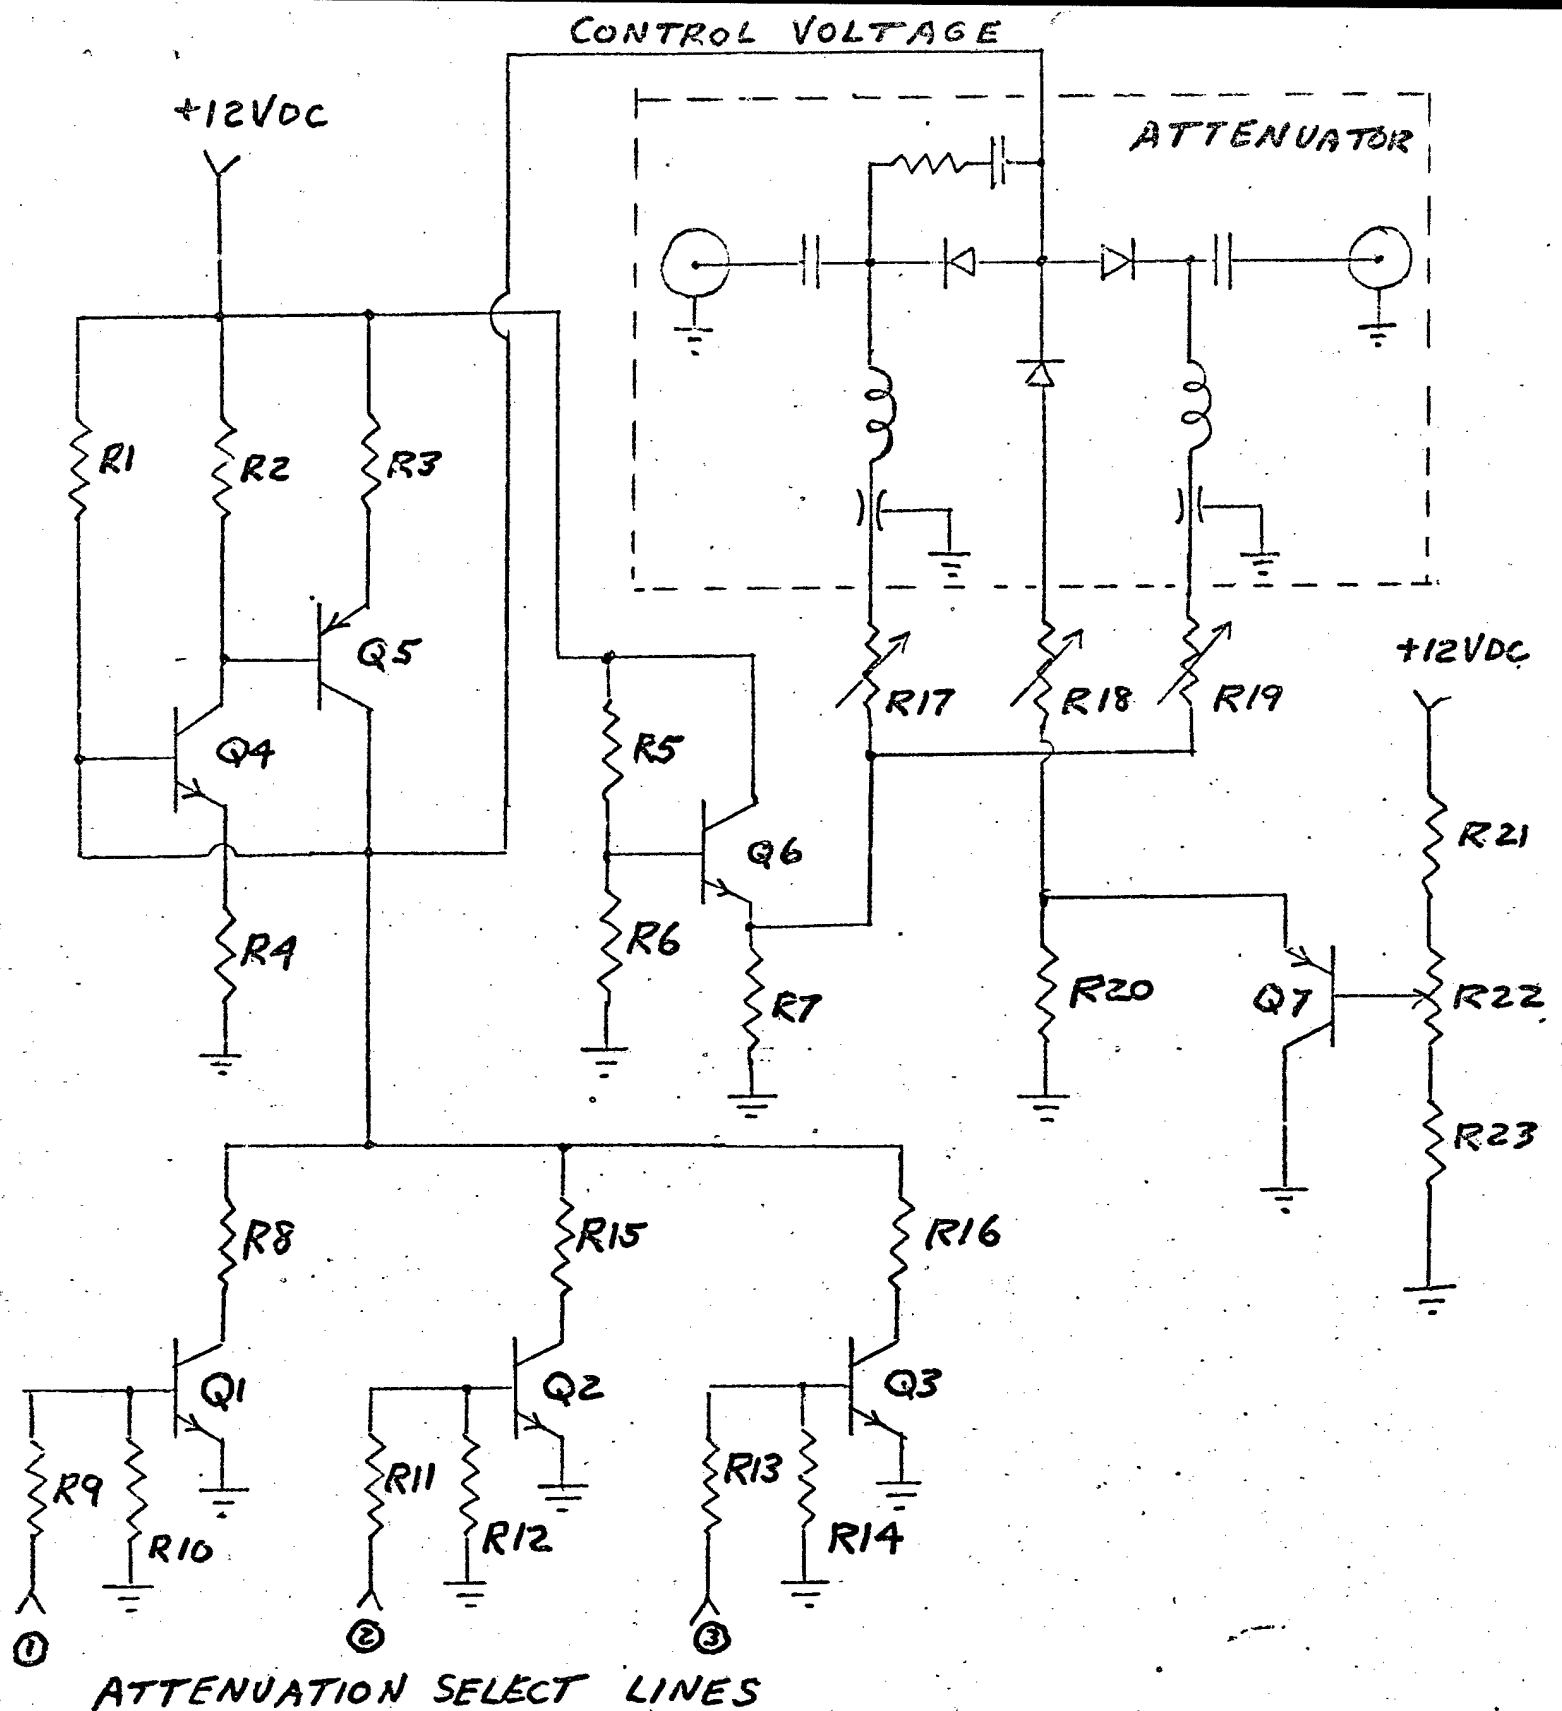 CONTROL VOLTAGE
+12VDC
ATTENUATOR
R1
R2
R3
Q5
+12VDC
R17
R18
R19
Q4
R5
R21
Q6
R4
R6
R7
R20
Q7
R22
R23
R8
R15
R16
Q1
Q2
Q3
R9
R11
R13
R10
R12
R14
1
2
3
ATTENUATION SELECT LINES